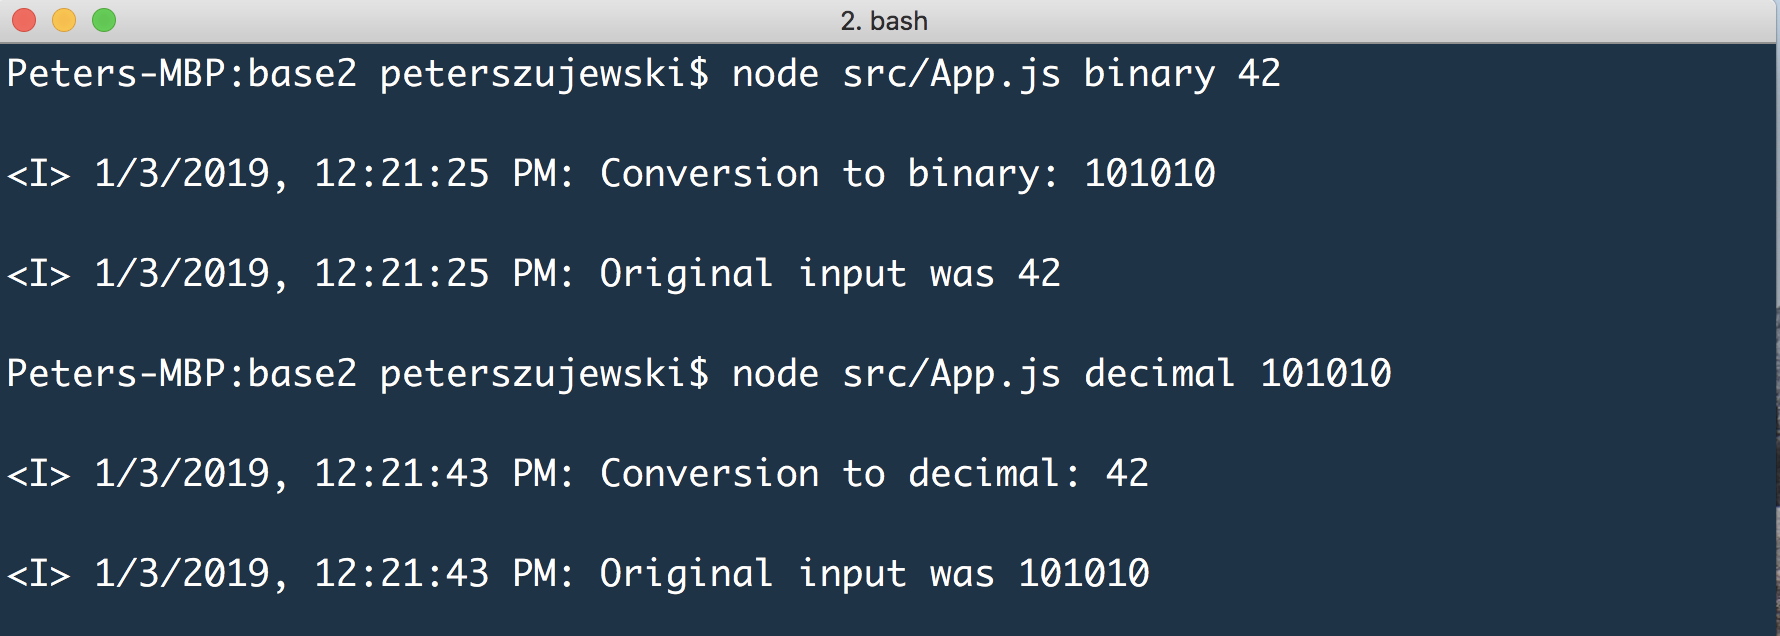 2. bash
Peters-MBP:base2 peterszujewski$ node src/App.js binary 42
<I> 1/3/2019, 12:21:25 PM: Conversion to binary: 101010
<I> 1/3/2019, 12:21:25 PM: Original input was 42
Peters-MBP:base2 peterszujewski$ node src/App.js decimal 101010
<I> 1/3/2019, 12:21:43 PM: Conversion to decimal: 42
<I> 1/3/2019, 12:21:43 PM: Original input was 101010